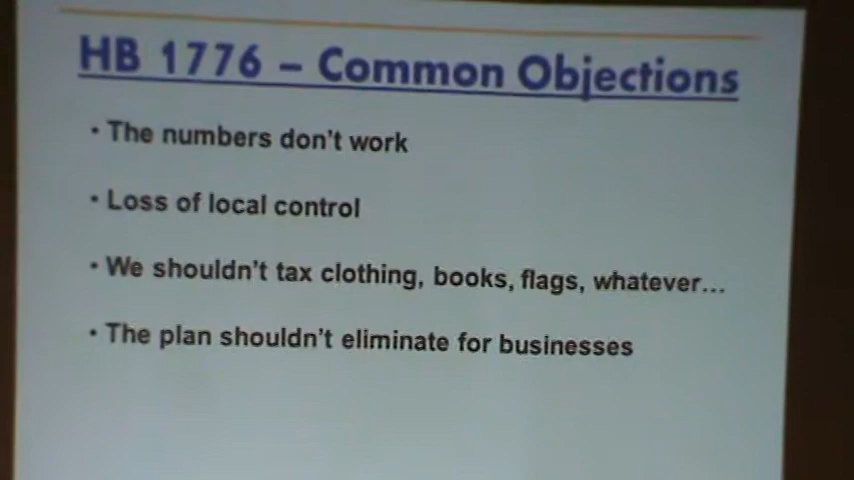 HB 1776 – Common Objections
• The numbers don't work
• Loss of local control
• We shouldn't tax clothing, books, flags, whatever...
• The plan shouldn't eliminate for businesses